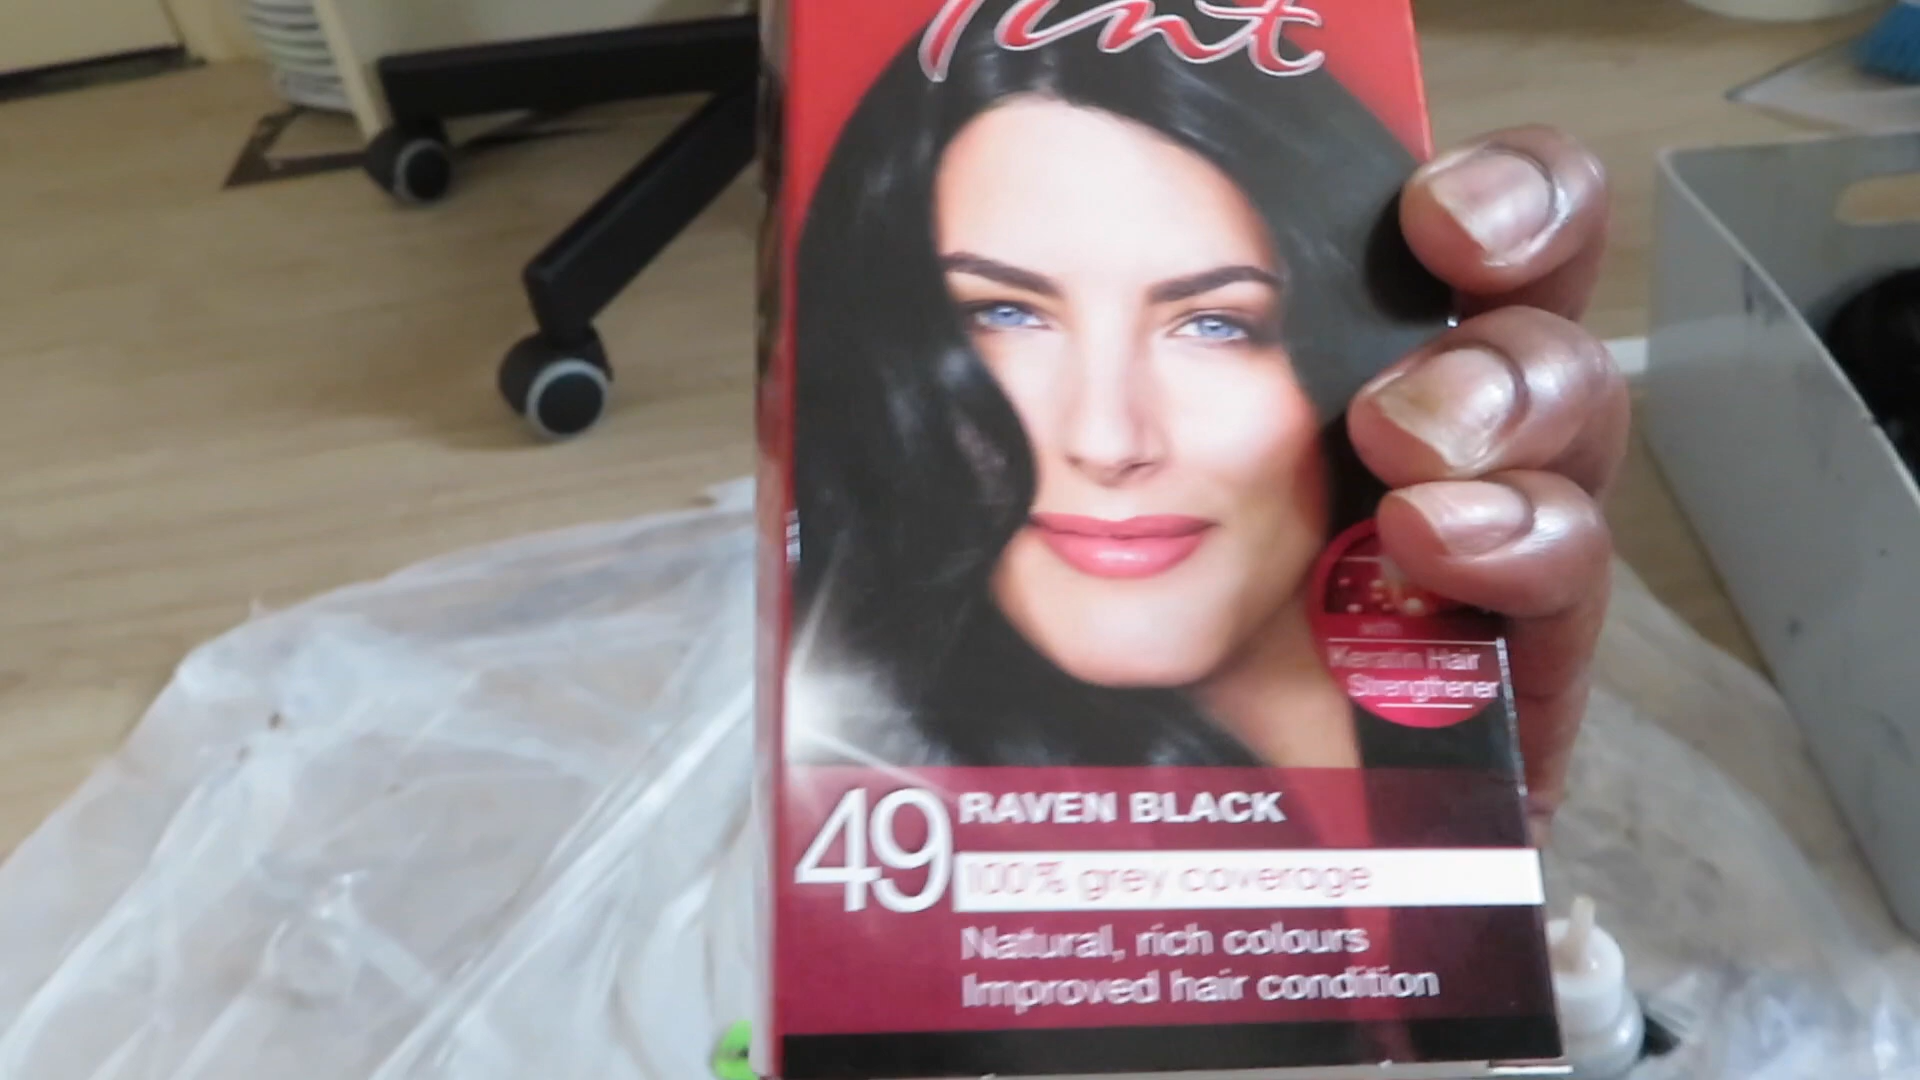 Tint
with
Keratin Hair
Strengthener
49
RAVEN BLACK
100% grey coverage
Natural, rich colours
Improved hair condition